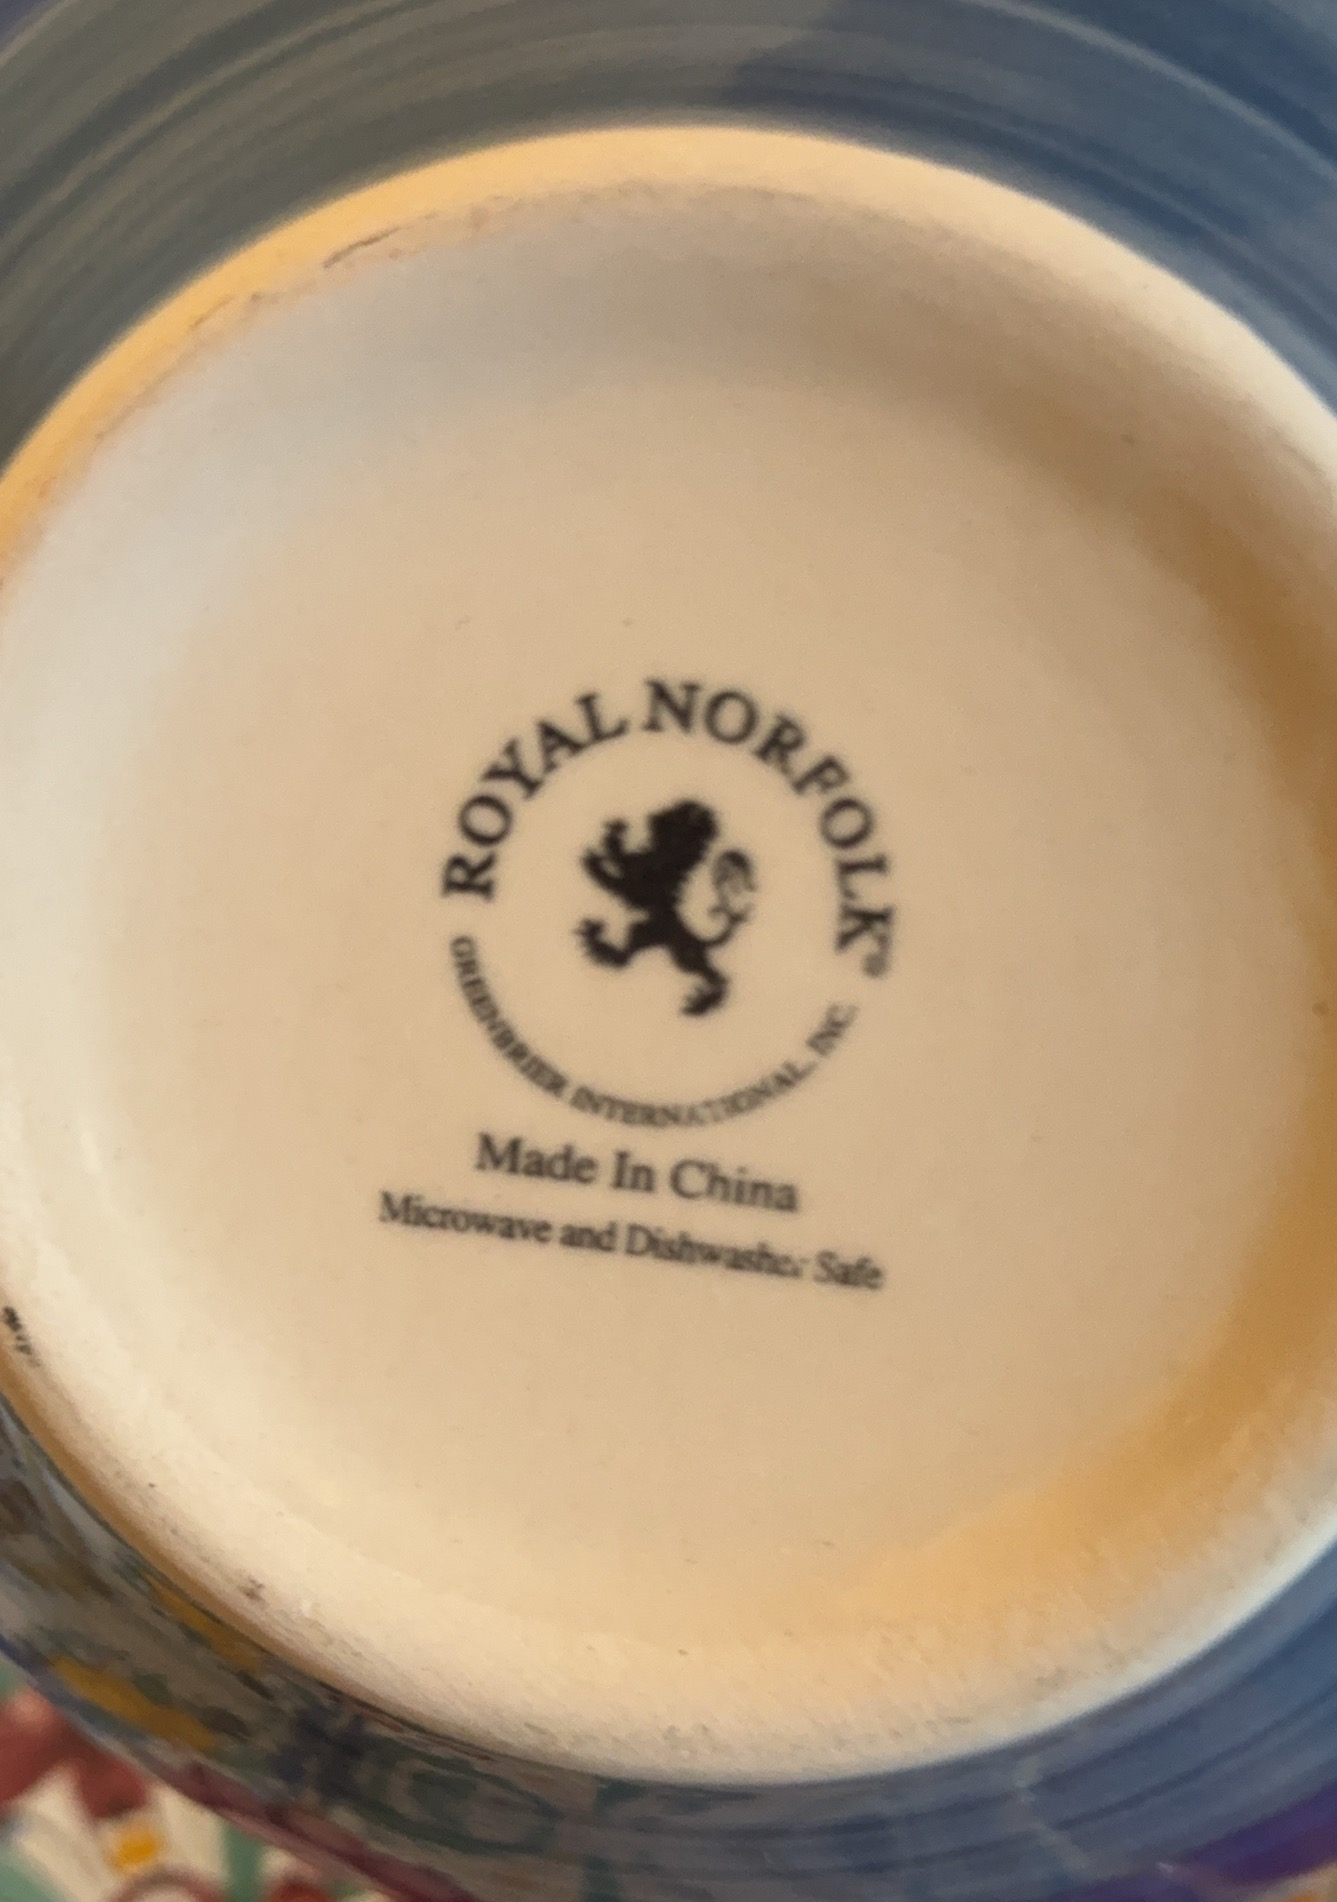 ROYAL NORFOLK®
GREENBRIER INTERNATIONAL, INC.
Made In China
Microwave and Dishwasher Safe